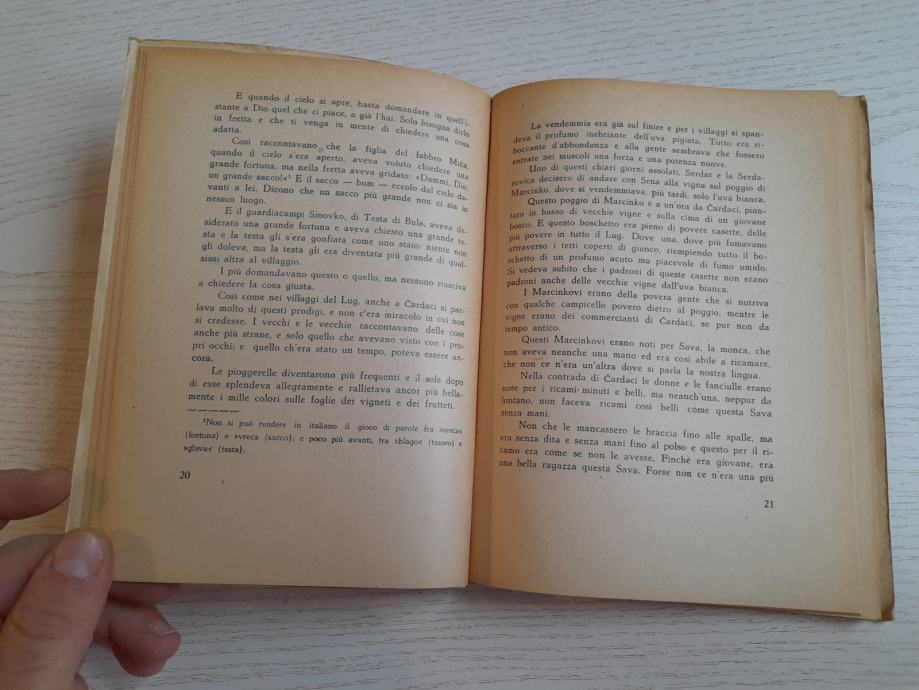 E quando il cielo si apre, basta domandare in quell'i-
stante a Dio quel che ci piace, a già l'hai. Solo bisogna dirlo
in fretta e che ti venga in mente di chiedere una cosa
adatta.
Così raccontavano che la figlia del fabbro Mića,
quando il cielo s'era aperto, aveva voluto chiedere una
grande fortuna, ma nella fretta aveva gridato: »Dammi, Dio,
un grande sacco!«¹ E il sacco — bum — eccolo dal cielo da-
vanti a lei. Dicono che un sacco più grande non ci sia in
nessun luogo.
E il guardiacampi Sinovko, di Testa di Bula, aveva de-
siderato una grande fortuna e aveva chiesto una grande te-
sta e la testa gli s'era gonfiata come uno staio: niente non
gli doleva, ma la testa gli era diventata più grande di qual-
siasi altra al villaggio.
I più domandavano questo o quello, ma nessuno riusciva
a chiedere la cosa giusta.
Così come nei villaggi del Lug, anche a Čardaci si par-
lava molto di questi prodigi, e non c'era miracolo in cui non
si credesse. I vecchi e le vecchie raccontavano delle cose
anche più strane, e solo quello che avevano visto con i pro-
pri occhi; e quello ch'era stato un tempo, poteva essere an-
cora.
Le pioggerelle diventarono più frequenti e il sole dopo
di esse splendeva allegramente e rallietava ancor più bella-
mente i mille colori sulle foglie dei vigneti e dei frutteti.
¹Non si può rendere in italiano il gioco di parole fra »sreća«
(fortuna) e »vreća (sacco); e poco più avanti, tra »blago« (tesoro) e
»glava« (testa).
20
La vendemmia era già sul finire e per i villaggi si span-
deva il profumo inebriante dell'uva pigiata. Tutto era ri-
boccante d'abbondanza e alla gente sembrava che fossero
entrate nei muscoli una forza e una potenza nuove.
Uno di questi chiari giorni assolati, Serdar e la Serda-
rovica decisero di andare con Srna alla vigna sul poggio di
Marcinko, dove si vendemmiava, più tardi, solo l'uva bianca.
Questo poggio di Marcinko è a un'ora da Čardaci, pian-
tato in basso di vecchie vigne e sulla cima di un giovane
bosco. E questo boschetto era pieno di povere casette, delle
più povere in tutto il Lug. Dove una, dove più fumavano
attraverso i tetti coperti di giunco, riempiendo tutto il bo-
schetto di un profumo acuto ma piacevole di fumo umido.
Si vedeva subito che i padroni di queste casette non erano
padroni anche delle vecchie vigne dall'uva bianca.
I Marcinkovi erano della povera gente che si nutriva
con qualche campicello povero dietro al poggio, mentre le
vigne erano dei commercianti di Čardaci, se pur non da
tempo antico.
Questi Marcinkovi erano noti per Sava, la monca, che
non aveva neanche una mano ed era così abile a ricamare,
che non ce n'era un'altra dove si parla la nostra lingua.
Nella contrada di Čardaci le donne e le fanciulle erano
note per i ricami-minuti e belli, ma neanch'una, neppur da
lontano, non faceva ricami così belli come questa Sava
senza mani.
Non che le mancassero le braccia fino alle spalle, ma
era senza dita e senza mani fino al polso e questo per il ri-
camo era come se non le avesse. Finchè era giovane, era
una bella ragazza questa Sava. Forse non ce n'era una più
21